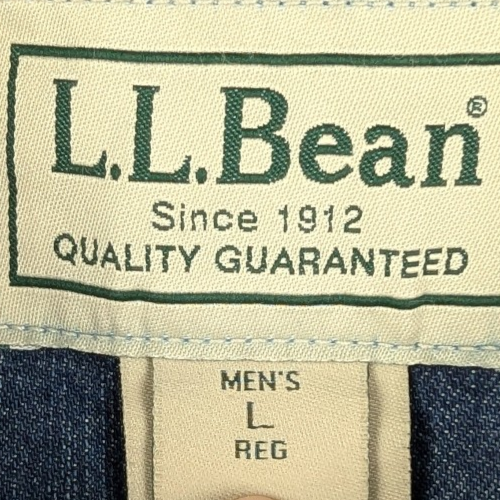 L.L.Bean®
Since 1912
QUALITY GUARANTEED
MEN'S
L
REG